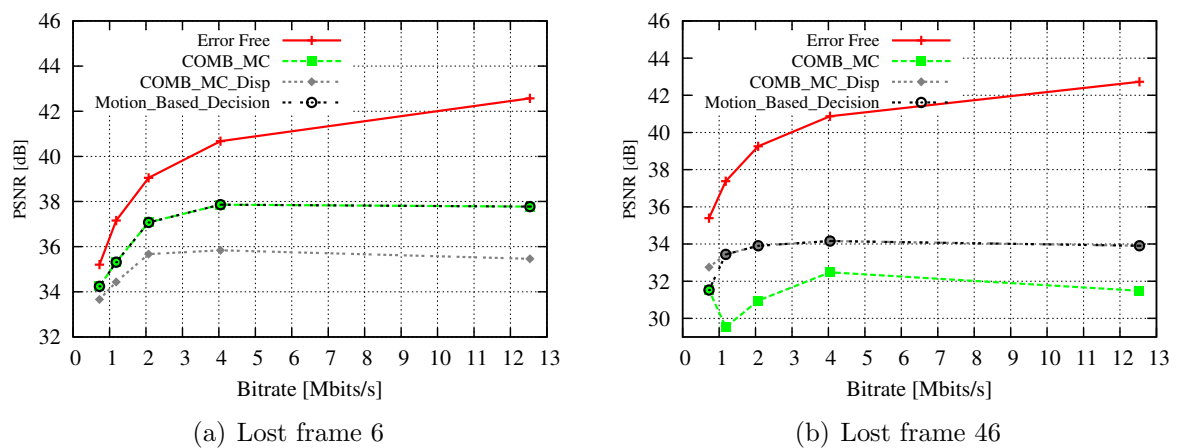 46
44
42
40
38
36
34
32
0 1 2 3 4 5 6 7 8 9 10 11 12 13
PSNR [dB]
Bitrate [Mbits/s]
Error Free
COMB_MC
COMB_MC_Disp
Motion_Based_Decision
(a) Lost frame 6
46
44
42
40
38
36
34
32
30
0 1 2 3 4 5 6 7 8 9 10 11 12 13
PSNR [dB]
Bitrate [Mbits/s]
Error Free
COMB_MC
COMB_MC_Disp
Motion_Based_Decision
(b) Lost frame 46